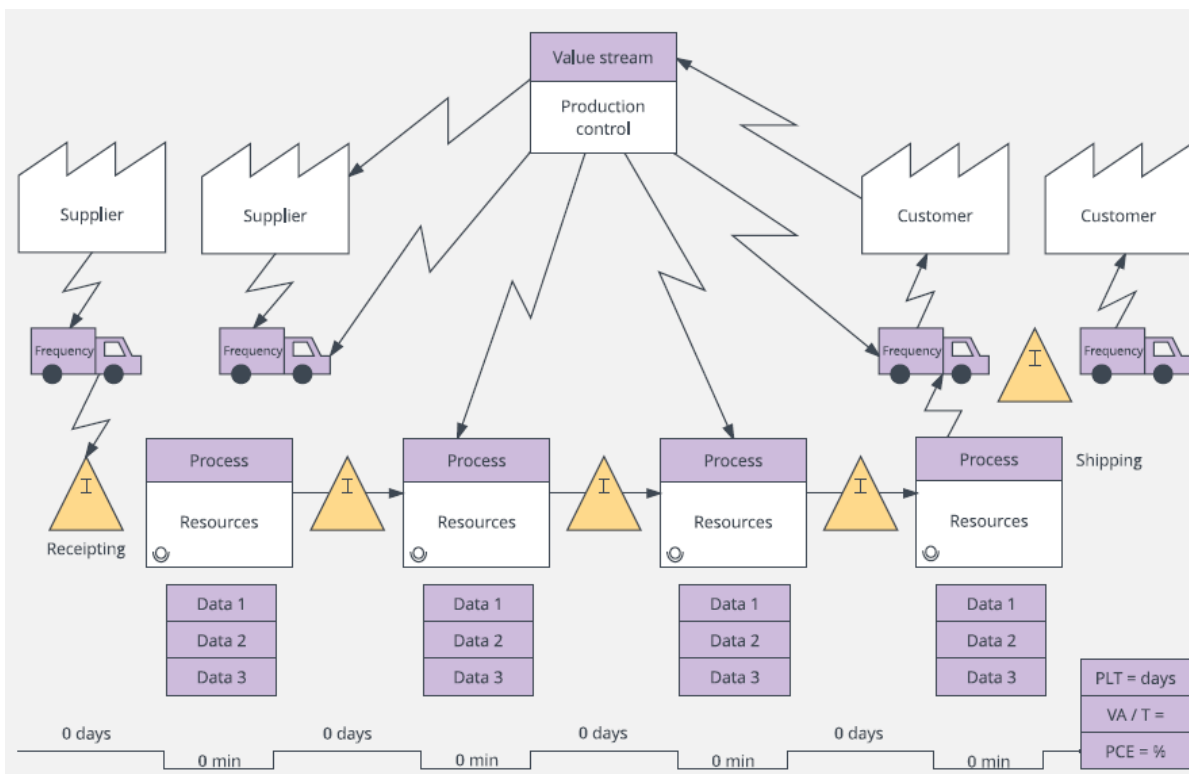 Value stream
Production
control
Supplier
Supplier
Customer
Customer
Frequency
Frequency
Frequency
Frequency
I
I
I
I
I
Process
Process
Process
Process
Shipping
Resources
Resources
Resources
Resources
Receipting
Data 1
Data 1
Data 1
Data 1
Data 2
Data 2
Data 2
Data 2
Data 3
Data 3
Data 3
Data 3
PLT = days
VA / T =
PCE = %
0 days
0 days
0 days
0 days
0 min
0 min
0 min
0 min